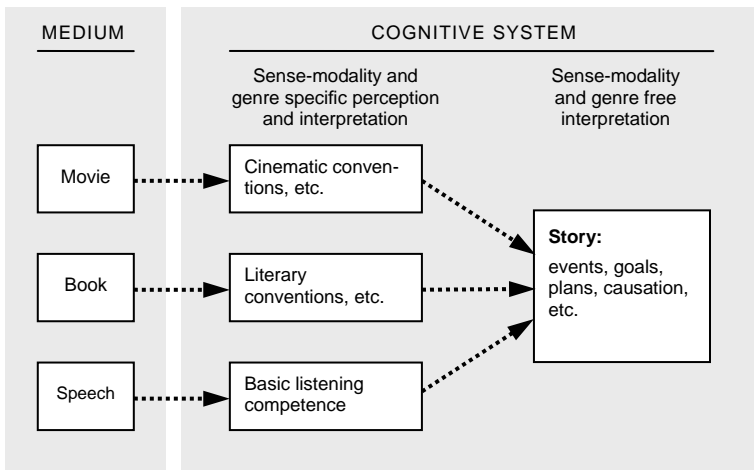 MEDIUM
COGNITIVE SYSTEM
Sense-modality and
genre specific perception
and interpretation
Sense-modality
and genre free
interpretation
Movie
Cinematic conven-
tions, etc.
Story:
events, goals,
plans, causation,
etc.
Book
Literary
conventions, etc.
Speech
Basic listening
competence